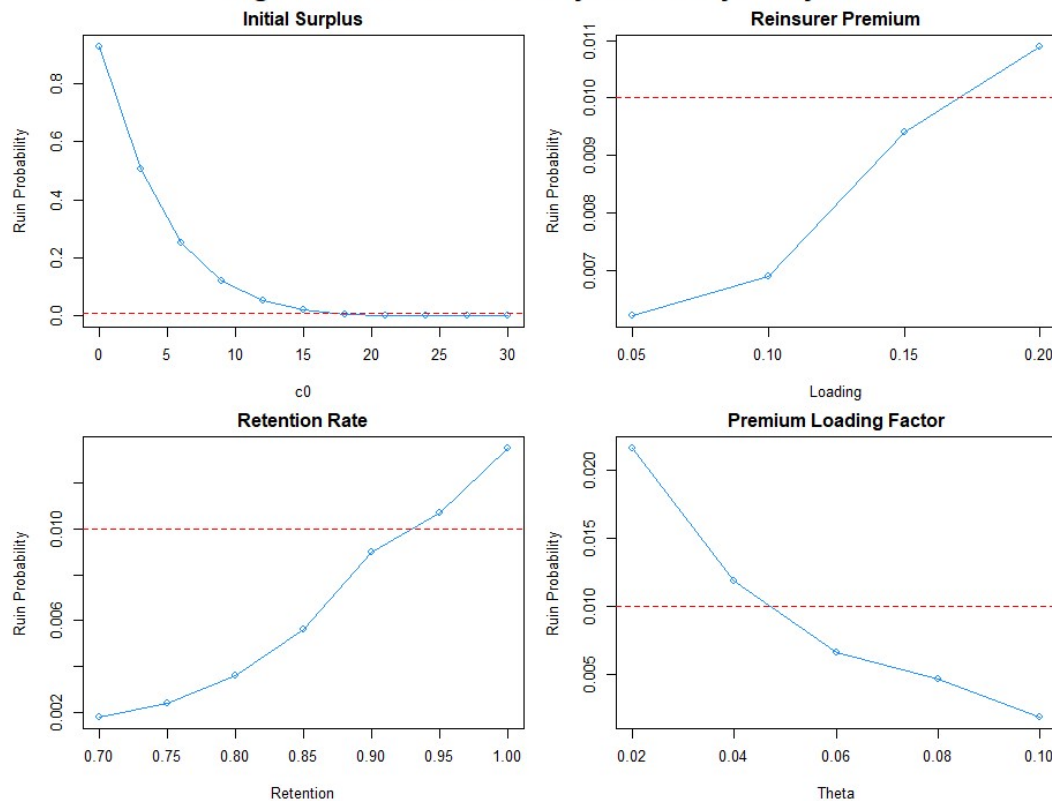 Initial Surplus
Ruin Probability
0.0 0.2 0.4 0.6 0.8
0 5 10 15 20 25 30
c0
Reinsurer Premium
Ruin Probability
0.007 0.008 0.009 0.010 0.011
0.05 0.10 0.15 0.20
Loading
Retention Rate
Ruin Probability
0.002 0.006 0.010
0.70 0.75 0.80 0.85 0.90 0.95 1.00
Retention
Premium Loading Factor
Ruin Probability
0.005 0.010 0.015 0.020
0.02 0.04 0.06 0.08 0.10
Theta